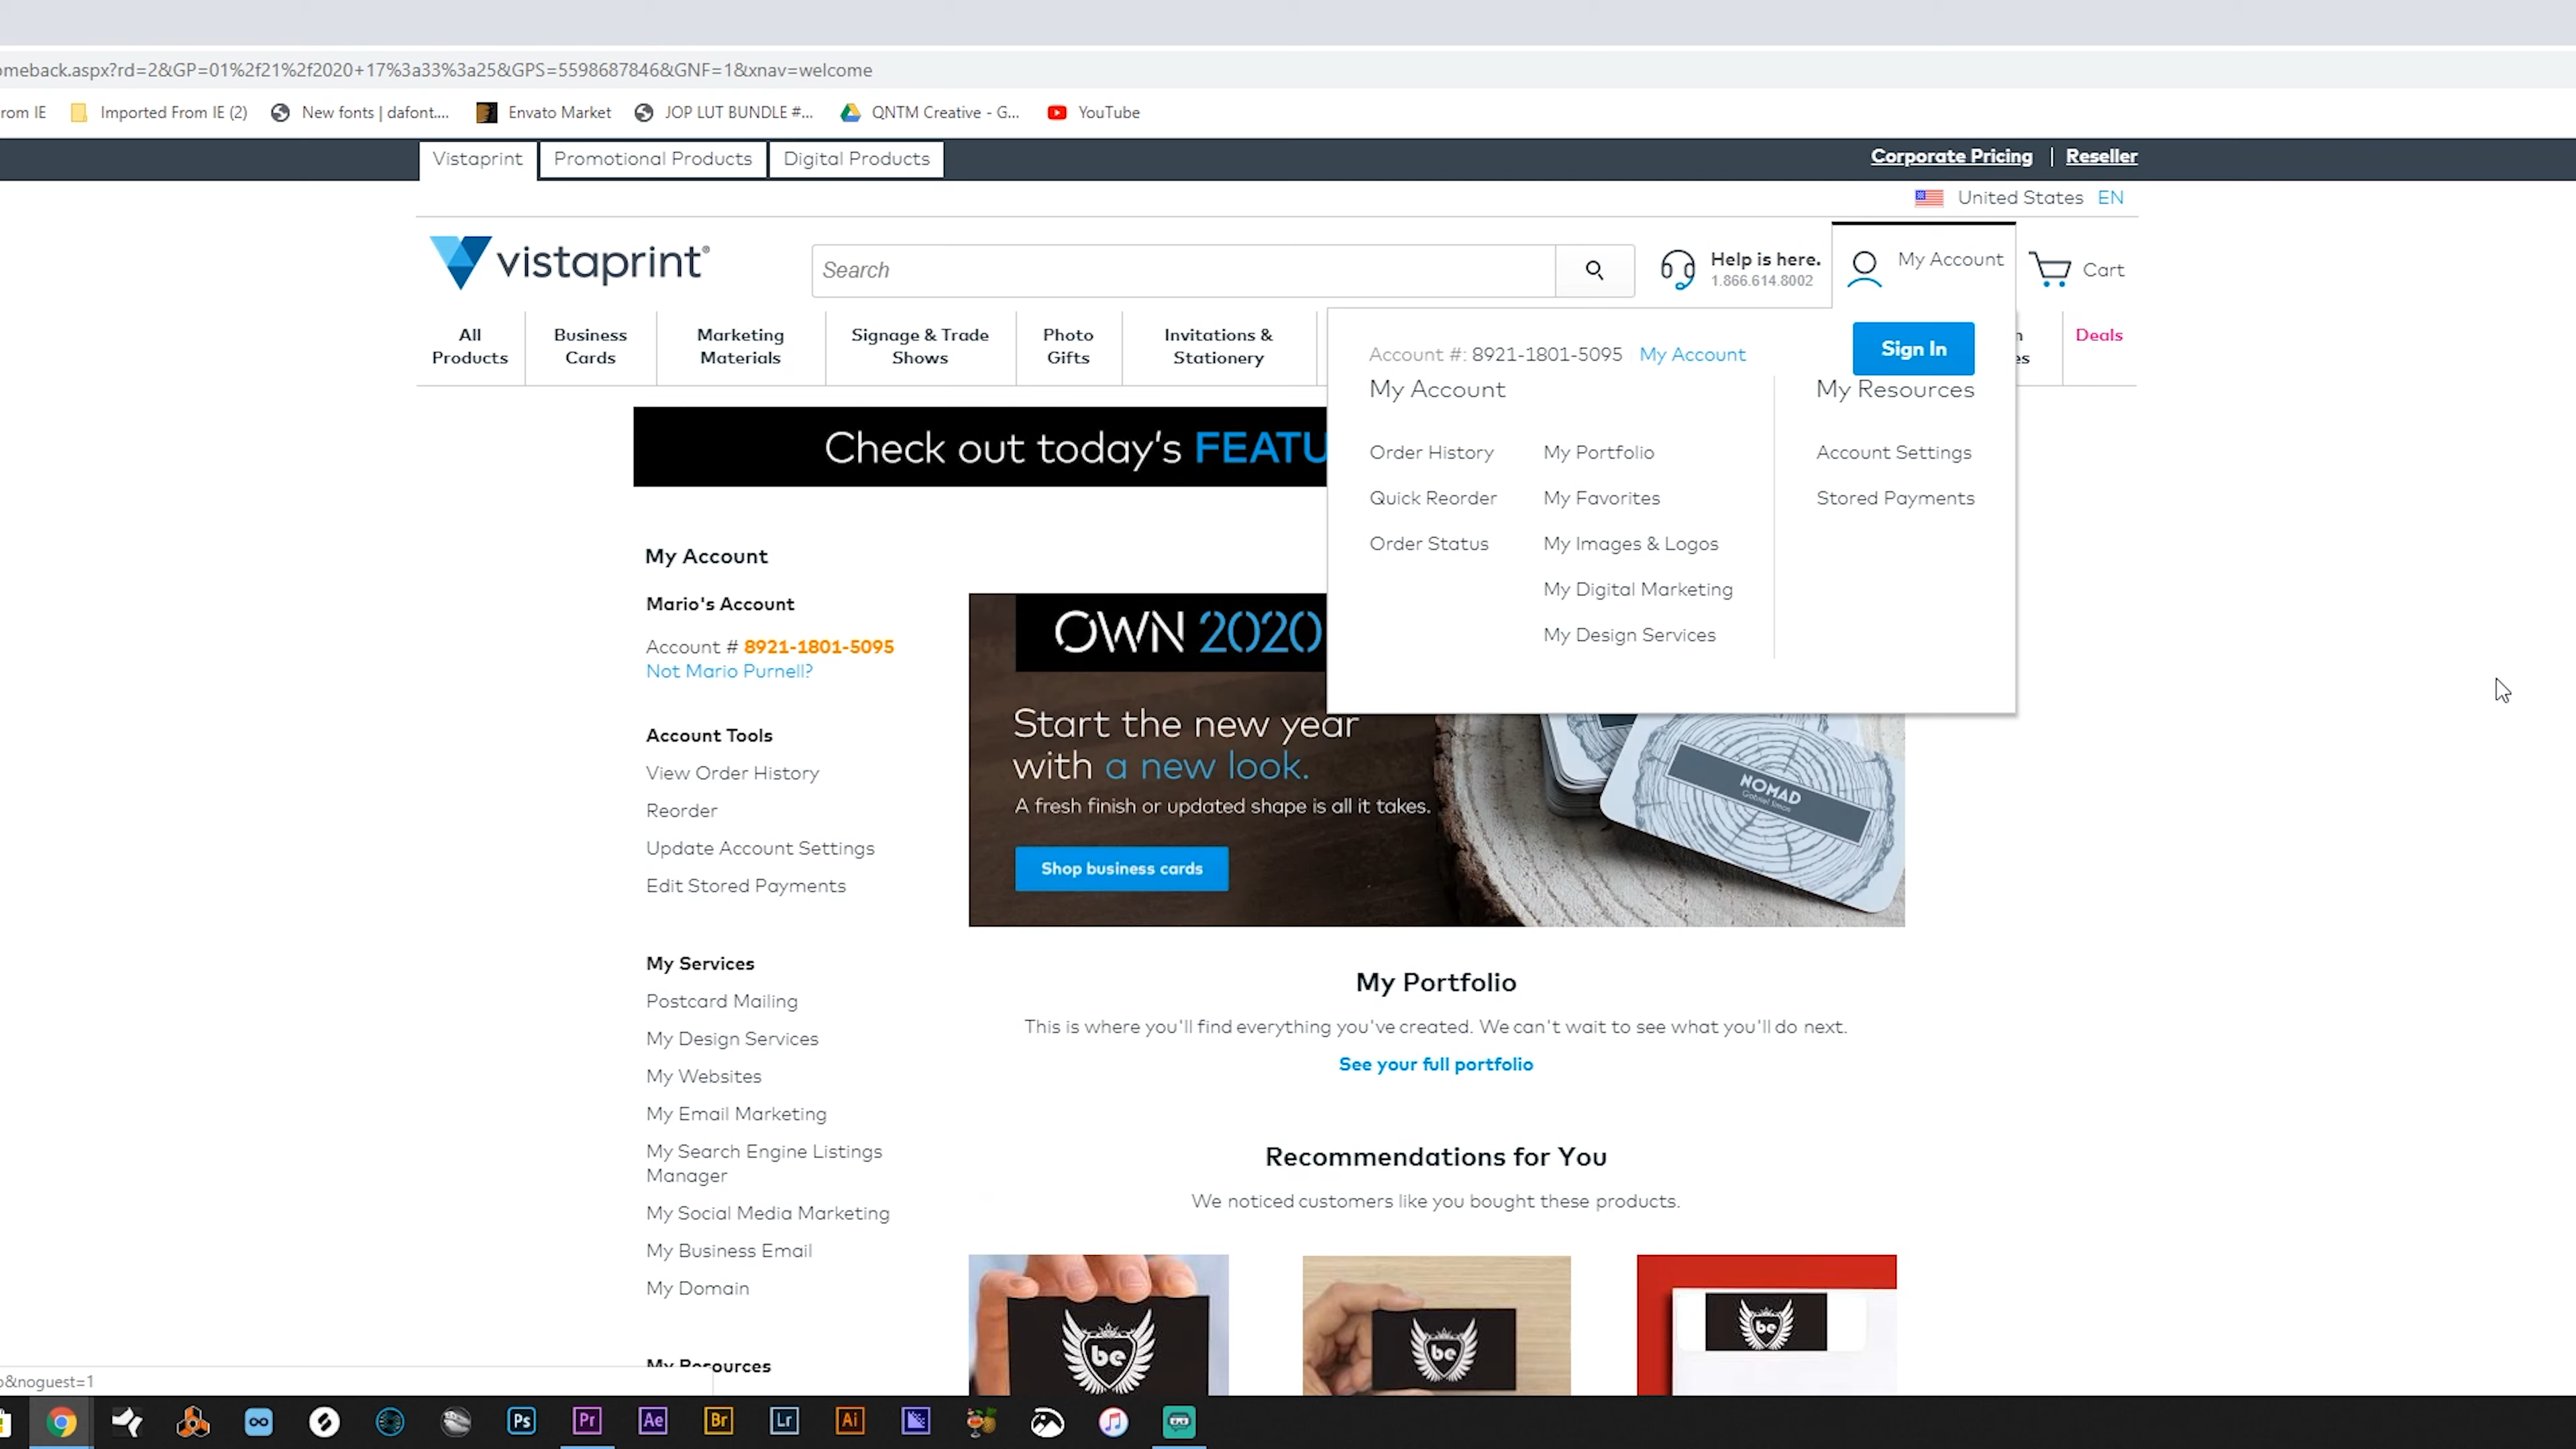 omeback.aspx?rd=2&GP=01%2f21%2f2020+17%3a33%3a25&GPS=5598687846&GNF=1&xnav=welcome
rom IE Imported From IE (2) New fonts | dafont.... Envato Market JOP LUT BUNDLE #... QNTM Creative - G... YouTube
Vistaprint Promotional Products Digital Products Corporate Pricing | Reseller
United States EN
vistaprint® Search Help is here. My Account Cart
1.866.614.8002
All Products Business Cards Marketing Materials Signage & Trade Shows Photo Gifts Invitations & Stationery Deals
Account #: 8921-1801-5095 My Account Sign In
My Account My Resources
Order History My Portfolio Account Settings
Quick Reorder My Favorites Stored Payments
Order Status My Images & Logos
My Digital Marketing
My Design Services
Check out today's FEATU
My Account
Mario's Account
Account # 8921-1801-5095
Not Mario Purnell?
Account Tools
View Order History
Reorder
Update Account Settings
Edit Stored Payments
My Services
Postcard Mailing
My Design Services
My Websites
My Email Marketing
My Search Engine Listings
Manager
My Social Media Marketing
My Business Email
My Domain
My Resources
OWN 2020
Start the new year
with a new look.
A fresh finish or updated shape is all it takes.
Shop business cards
NOMAD
Gabriel Simon
My Portfolio
This is where you'll find everything you've created. We can't wait to see what you'll do next.
See your full portfolio
Recommendations for You
We noticed customers like you bought these products.
be be be
o&noguest=1
Ps Pr Ae Br Lr Ai